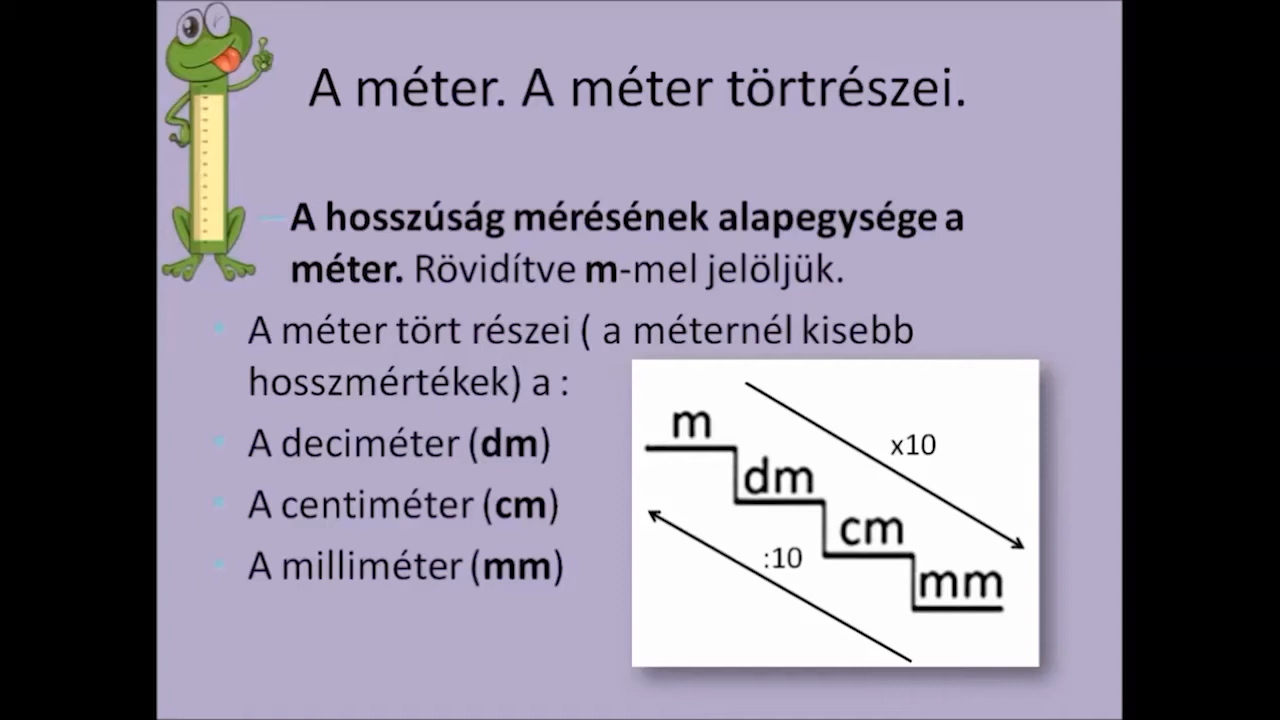 A méter. A méter törtrészei.
A hosszúság mérésének alapegysége a
méter. Rövidítve m-mel jelöljük.
A méter tört részei ( a méternél kisebb
hosszmértékek) a :
A deciméter (dm)
A centiméter (cm)
A milliméter (mm)
m
x10
dm
cm
:10
mm